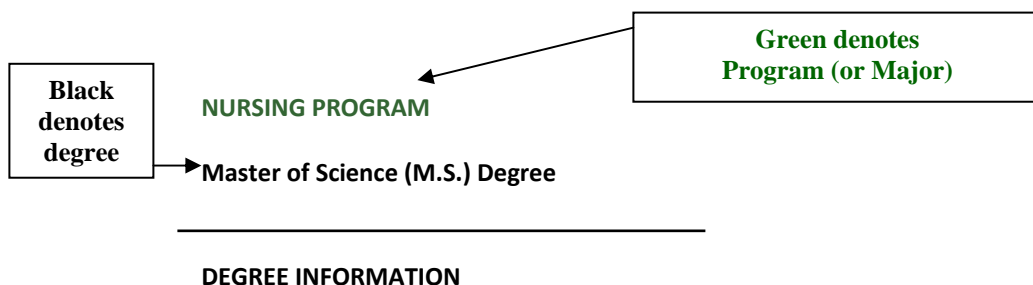 Green denotes
Program (or Major)
Black
denotes
degree
NURSING PROGRAM
Master of Science (M.S.) Degree
DEGREE INFORMATION